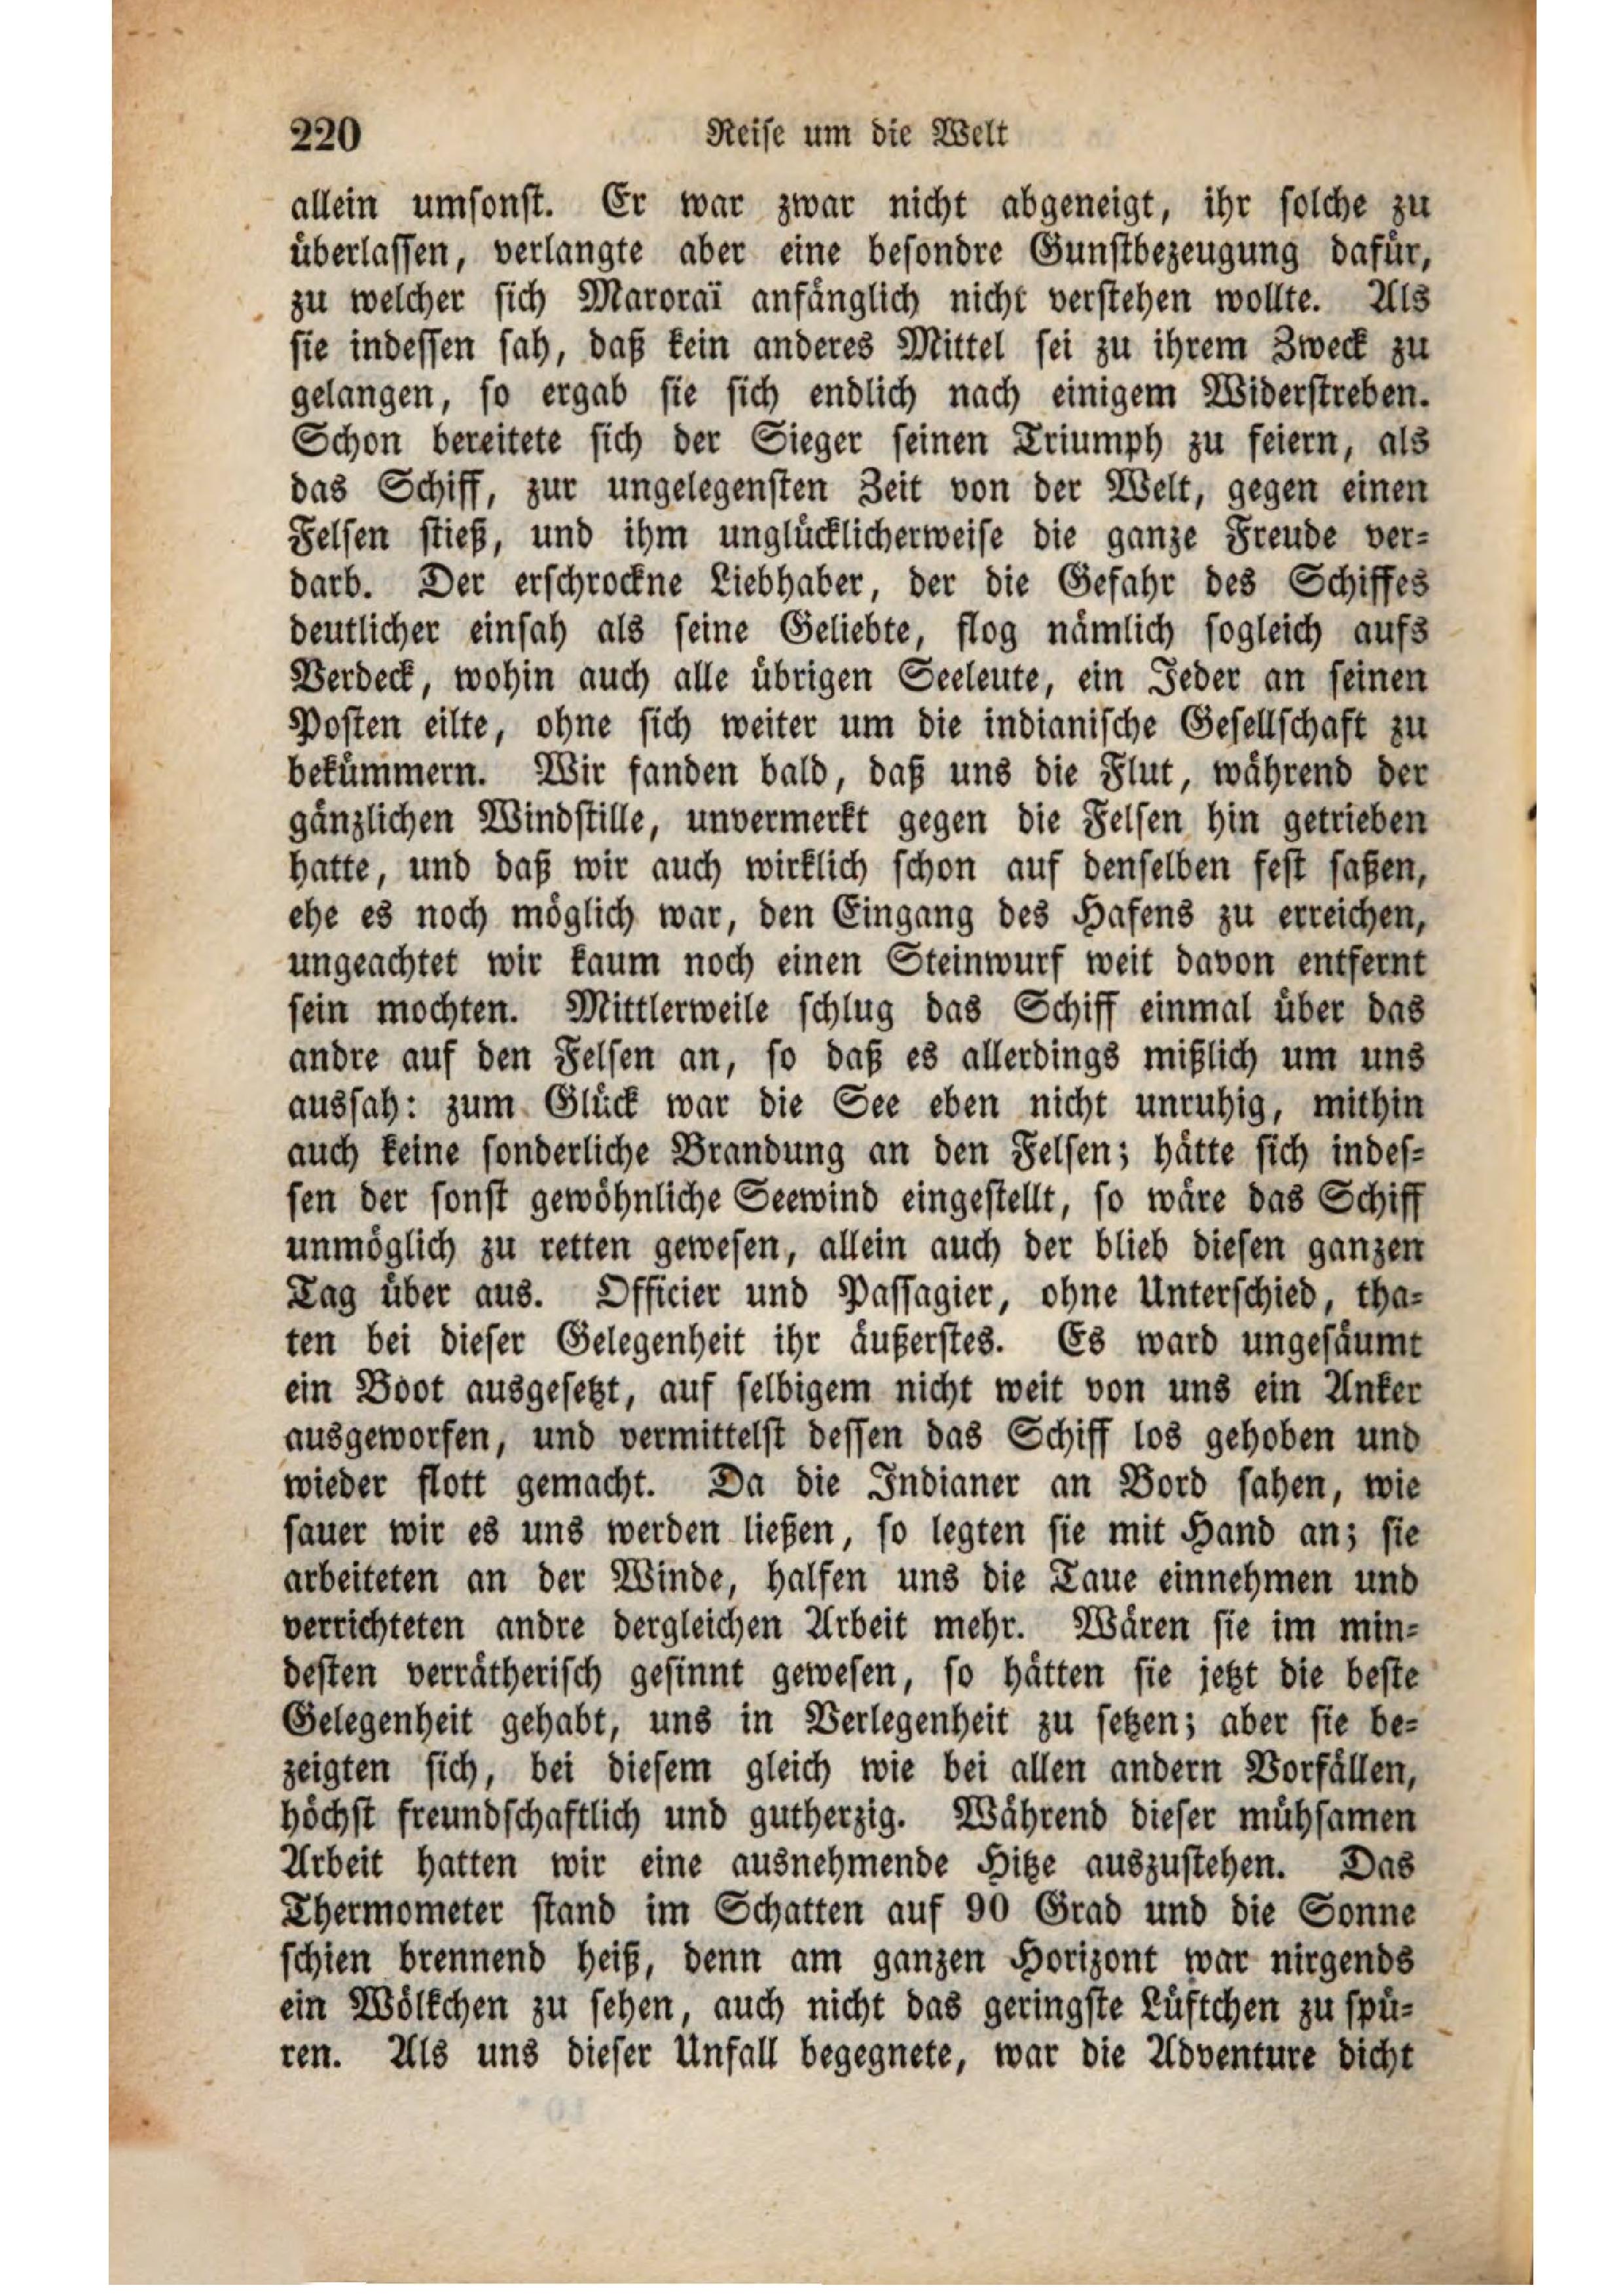 220 Reise um die Welt
allein umsonst. Er war zwar nicht abgeneigt, ihr solche zu
überlassen, verlangte aber eine besondre Gunstbezeugung dafür,
zu welcher sich Maroraï anfänglich nicht verstehen wollte. Als
sie indessen sah, daß kein anderes Mittel sei zu ihrem Zweck zu
gelangen, so ergab sie sich endlich nach einigem Widerstreben.
Schon bereitete sich der Sieger seinen Triumph zu feiern, als
das Schiff, zur ungelegensten Zeit von der Welt, gegen einen
Felsen stieß, und ihm unglücklicherweise die ganze Freude ver-
darb. Der erschrockne Liebhaber, der die Gefahr des Schiffes
deutlicher einsah als seine Geliebte, flog nämlich sogleich aufs
Verdeck, wohin auch alle übrigen Seeleute, ein Jeder an seinen
Posten eilte, ohne sich weiter um die indianische Gesellschaft zu
bekümmern. Wir fanden bald, daß uns die Flut, während der
gänzlichen Windstille, unvermerkt gegen die Felsen hin getrieben
hatte, und daß wir auch wirklich schon auf denselben fest saßen,
ehe es noch möglich war, den Eingang des Hafens zu erreichen,
ungeachtet wir kaum noch einen Steinwurf weit davon entfernt
sein mochten. Mittlerweile schlug das Schiff einmal über das
andre auf den Felsen an, so daß es allerdings mißlich um uns
aussah: zum Glück war die See eben nicht unruhig, mithin
auch keine sonderliche Brandung an den Felsen; hätte sich indes-
sen der sonst gewöhnliche Seewind eingestellt, so wäre das Schiff
unmöglich zu retten gewesen, allein auch der blieb diesen ganzen
Tag über aus. Officier und Passagier, ohne Unterschied, tha-
ten bei dieser Gelegenheit ihr äußerstes. Es ward ungesäumt
ein Boot ausgesetzt, auf selbigem nicht weit von uns ein Anker
ausgeworfen, und vermittelst dessen das Schiff los gehoben und
wieder flott gemacht. Da die Indianer an Bord sahen, wie
sauer wir es uns werden ließen, so legten sie mit Hand an; sie
arbeiteten an der Winde, halfen uns die Taue einnehmen und
verrichteten andre dergleichen Arbeit mehr. Wären sie im min-
desten verrätherisch gesinnt gewesen, so hätten sie jetzt die beste
Gelegenheit gehabt, uns in Verlegenheit zu setzen; aber sie be-
zeigten sich, bei diesem gleich wie bei allen andern Vorfällen,
höchst freundschaftlich und gutherzig. Während dieser mühsamen
Arbeit hatten wir eine ausnehmende Hitze auszustehen. Das
Thermometer stand im Schatten auf 90 Grad und die Sonne
schien brennend heiß, denn am ganzen Horizont war nirgends
ein Wölkchen zu sehen, auch nicht das geringste Lüftchen zu spü-
ren. Als uns dieser Unfall begegnete, war die Adventure dicht